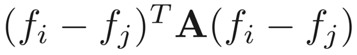 (f_i − f_j)^T 𝐀(f_i − f_j)